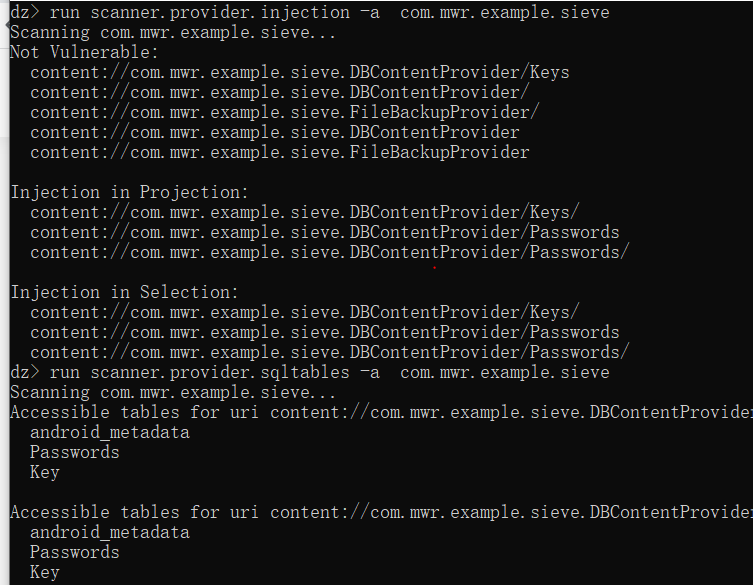 dz> run scanner.provider.injection -a  com.mwr.example.sieve
Scanning com.mwr.example.sieve...
Not Vulnerable:
  content://com.mwr.example.sieve.DBContentProvider/Keys
  content://com.mwr.example.sieve.DBContentProvider/
  content://com.mwr.example.sieve.FileBackupProvider/
  content://com.mwr.example.sieve.DBContentProvider
  content://com.mwr.example.sieve.FileBackupProvider

Injection in Projection:
  content://com.mwr.example.sieve.DBContentProvider/Keys/
  content://com.mwr.example.sieve.DBContentProvider/Passwords
  content://com.mwr.example.sieve.DBContentProvider/Passwords/

Injection in Selection:
  content://com.mwr.example.sieve.DBContentProvider/Keys/
  content://com.mwr.example.sieve.DBContentProvider/Passwords
  content://com.mwr.example.sieve.DBContentProvider/Passwords/
dz> run scanner.provider.sqltables -a  com.mwr.example.sieve
Scanning com.mwr.example.sieve...
Accessible tables for uri content://com.mwr.example.sieve.DBContentProvide
  android_metadata
  Passwords
  Key

Accessible tables for uri content://com.mwr.example.sieve.DBContentProvide
  android_metadata
  Passwords
  Key